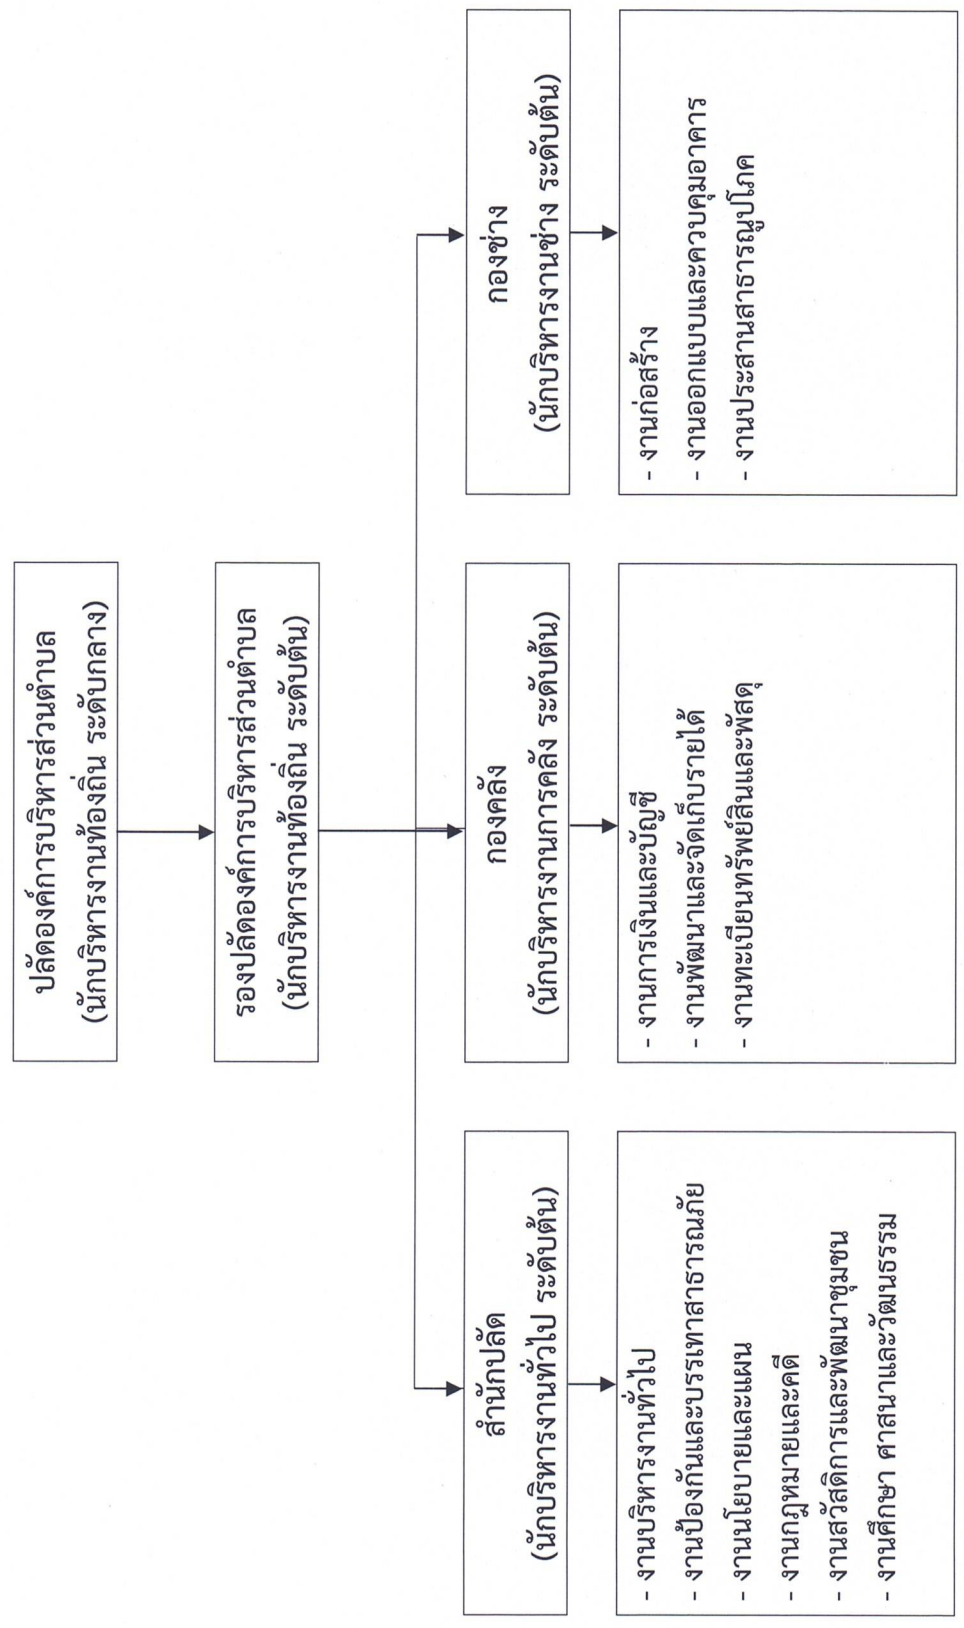 ปลัดองค์การบริหารส่วนตำบล
(นักบริหารงานท้องถิ่น ระดับกลาง)
รองปลัดองค์การบริหารส่วนตำบล
(นักบริหารงานท้องถิ่น ระดับต้น)
สำนักปลัด
(นักบริหารงานทั่วไป ระดับต้น)
- งานบริหารงานทั่วไป
- งานป้องกันและบรรเทาสาธารณภัย
- งานนโยบายและแผน
- งานกฎหมายและคดี
- งานสวัสดิการและพัฒนาชุมชน
- งานศึกษา ศาสนาและวัฒนธรรม
กองคลัง
(นักบริหารงานการคลัง ระดับต้น)
- งานการเงินและบัญชี
- งานพัฒนาและจัดเก็บรายได้
- งานทะเบียนทรัพย์สินและพัสดุ
กองช่าง
(นักบริหารงานช่าง ระดับต้น)
- งานก่อสร้าง
- งานออกแบบและควบคุมอาคาร
- งานประสานสาธารณูปโภค